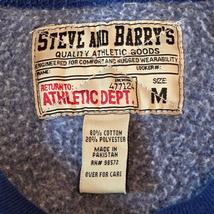 STEVE AND BARRY'S
QUALITY ATHLETIC GOODS
ENGINEERED FOR COMFORT AND RUGGED WEARABILITY
NAME: LOCKER#:
RETURN TO: 47712
ATHLETIC DEPT.
SIZE:
M
80% COTTON
20% POLYESTER
MADE IN
PAKISTAN
RN# 98572
OVER FOR CARE